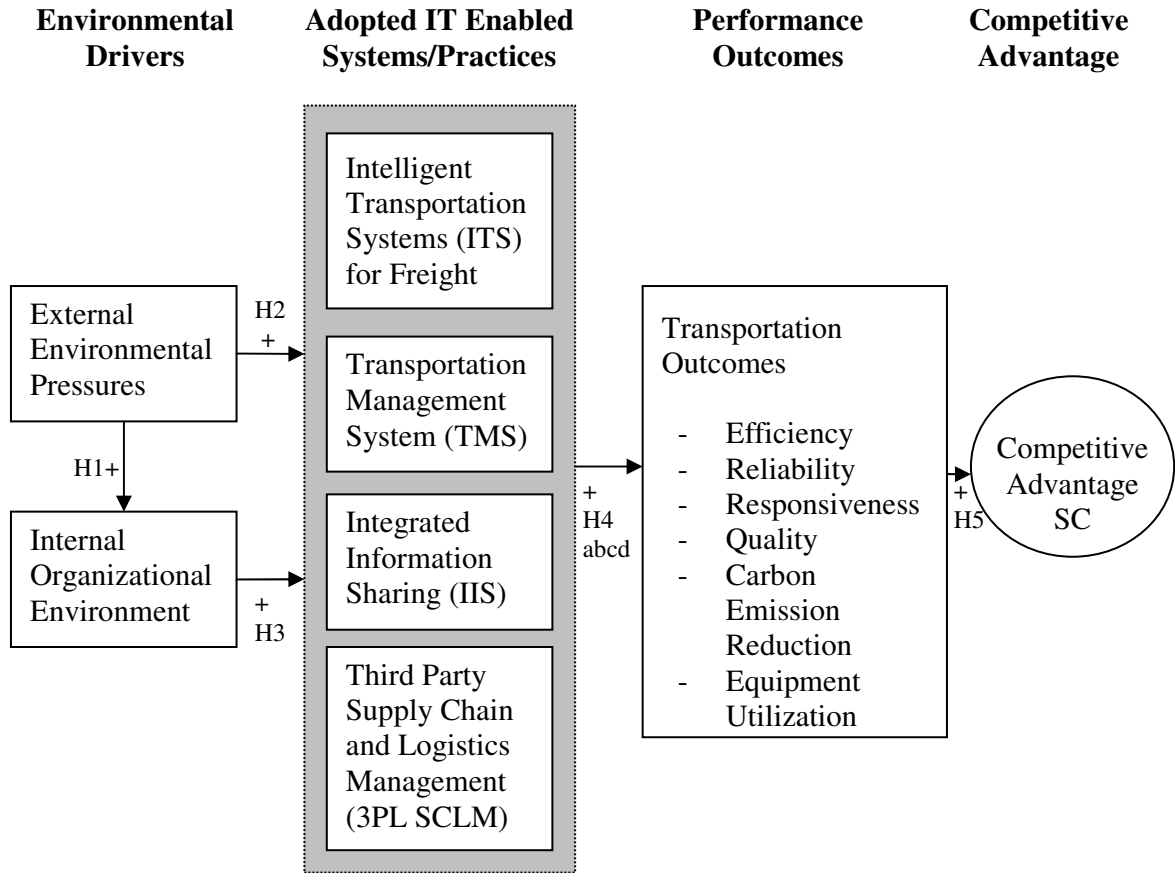 Environmental
Drivers
Adopted IT Enabled
Systems/Practices
Performance
Outcomes
Competitive
Advantage
External
Environmental
Pressures
H1+
Internal
Organizational
Environment
H2
+
+
H3
Intelligent
Transportation
Systems (ITS)
for Freight
Transportation
Management
System (TMS)
Integrated
Information
Sharing (IIS)
Third Party
Supply Chain
and Logistics
Management
(3PL SCLM)
+
H4
abcd
Transportation
Outcomes
- Efficiency
- Reliability
- Responsiveness
- Quality
- Carbon
Emission
Reduction
- Equipment
Utilization
+
H5
Competitive
Advantage
SC